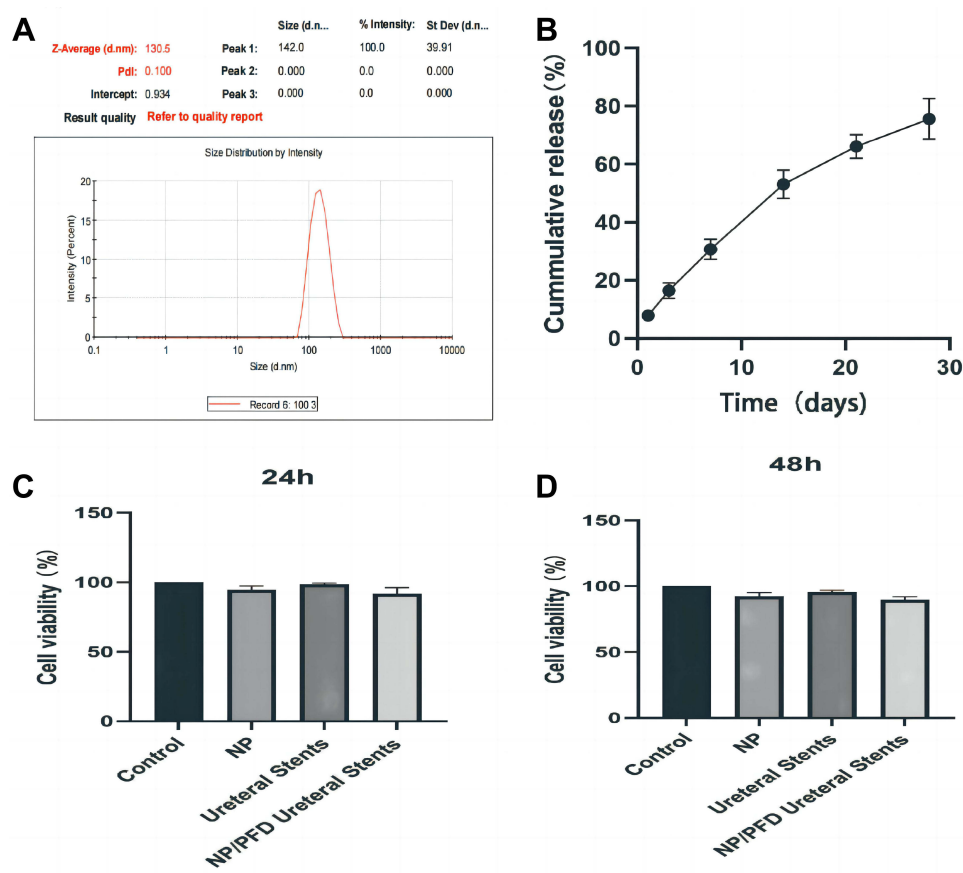 A
Size (d.n... % Intensity: St Dev (d.n...
Z-Average (d.nm): 130.5 Peak 1: 142.0 100.0 39.91
PdI: 0.100 Peak 2: 0.000 0.0 0.000
Intercept: 0.934 Peak 3: 0.000 0.0 0.000
Result quality Refer to quality report
Size Distribution by Intensity
Intensity (Percent)
20
15
10
5
0
0.1 1 10 100 1000 10000
Size (d.nm)
Record 6: 100 3
B
Cummulative release (%)
100
80
60
40
20
0
0 10 20 30
Time (days)
C
24h
Cell viability (%)
150
100
50
0
Control
NP
Ureteral Stents
NP/PFD Ureteral Stents
D
48h
Cell viability (%)
150
100
50
0
Control
NP
Ureteral Stents
NP/PFD Ureteral Stents